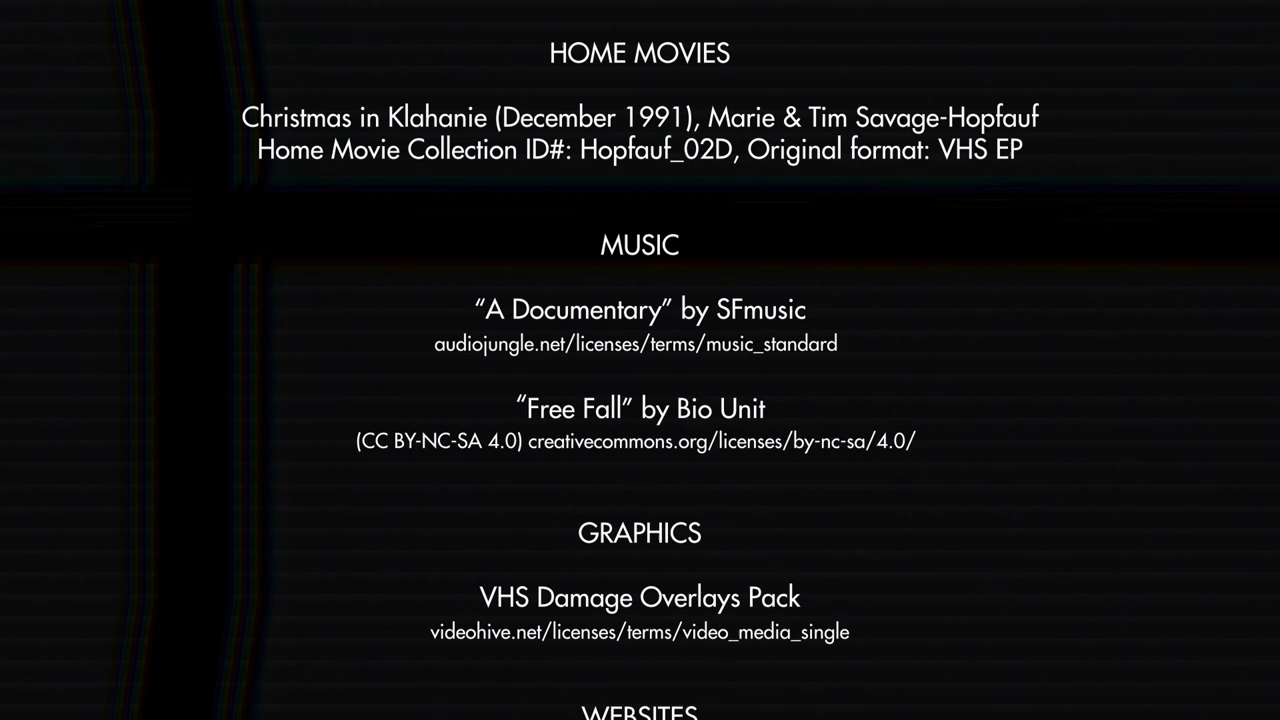 HOME MOVIES
Christmas in Klahanie (December 1991), Marie & Tim Savage-Hopfauf
Home Movie Collection ID#: Hopfauf_02D, Original format: VHS EP
MUSIC
“A Documentary” by SFmusic
audiojungle.net/licenses/terms/music_standard
“Free Fall” by Bio Unit
(CC BY-NC-SA 4.0) creativecommons.org/licenses/by-nc-sa/4.0/
GRAPHICS
VHS Damage Overlays Pack
videohive.net/licenses/terms/video_media_single
WEBSITES